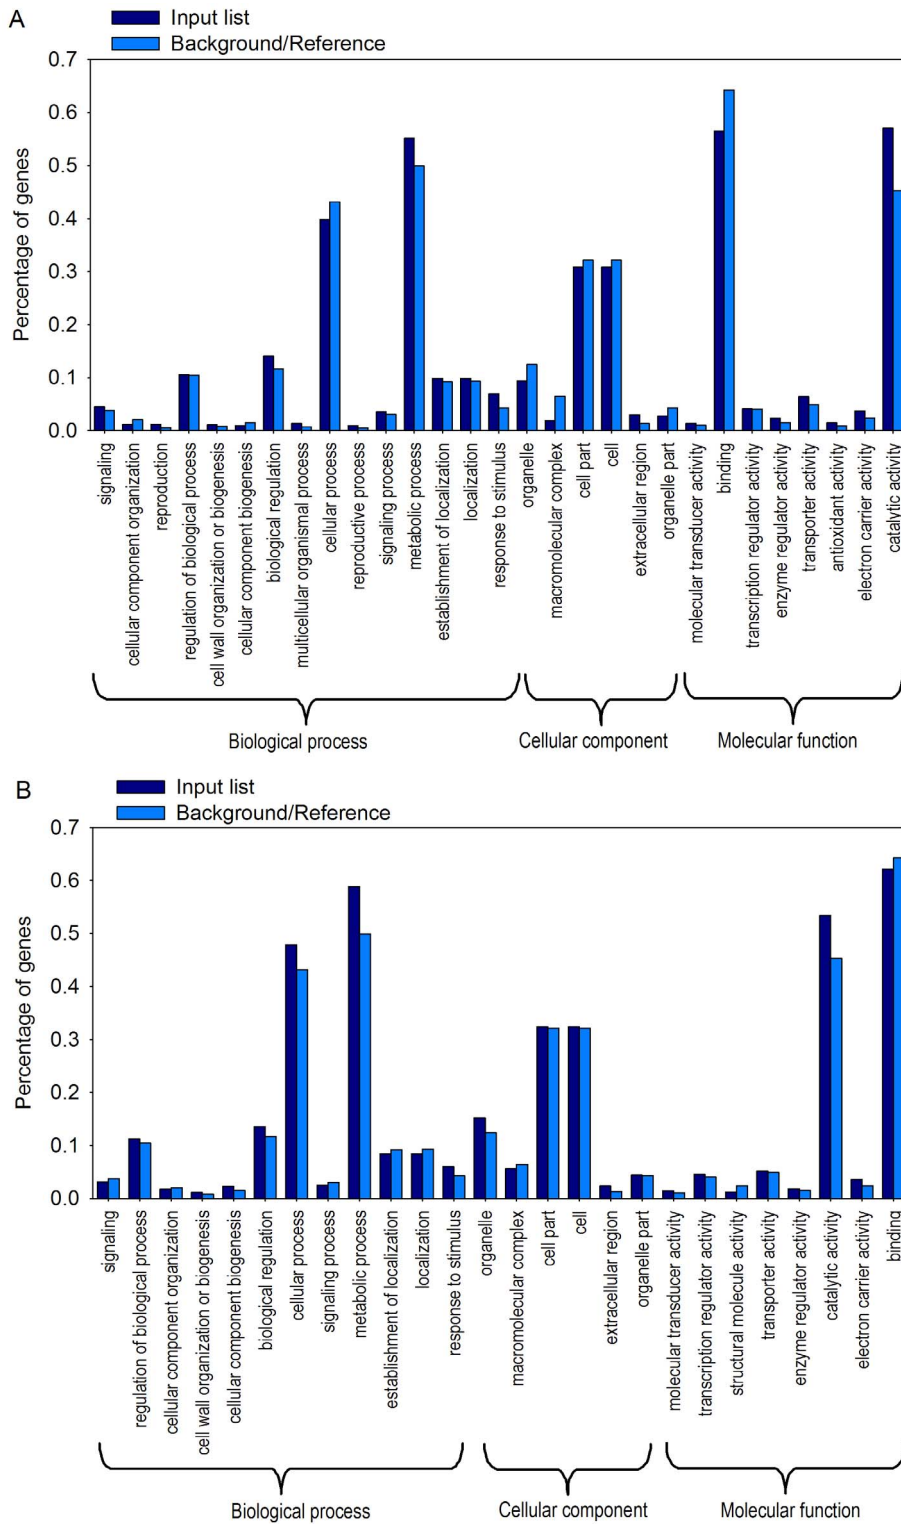 A
Input list
Background/Reference
Percentage of genes
0.7
0.6
0.5
0.4
0.3
0.2
0.1
0.0
signaling
cellular component organization
reproduction
regulation of biological process
cell wall organization or biogenesis
cellular component biogenesis
biological regulation
multicellular organismal process
cellular process
reproductive process
signaling process
metabolic process
establishment of localization
localization
response to stimulus
organelle
macromolecular complex
cell part
cell
extracellular region
organelle part
molecular transducer activity
binding
transcription regulator activity
enzyme regulator activity
transporter activity
antioxidant activity
electron carrier activity
catalytic activity
Biological process
Cellular component
Molecular function
B
Input list
Background/Reference
Percentage of genes
0.7
0.6
0.5
0.4
0.3
0.2
0.1
0.0
signaling
regulation of biological process
cellular component organization
cell wall organization or biogenesis
cellular component biogenesis
biological regulation
cellular process
signaling process
metabolic process
establishment of localization
localization
response to stimulus
organelle
macromolecular complex
cell part
cell
extracellular region
organelle part
molecular transducer activity
transcription regulator activity
structural molecule activity
transporter activity
enzyme regulator activity
catalytic activity
electron carrier activity
binding
Biological process
Cellular component
Molecular function